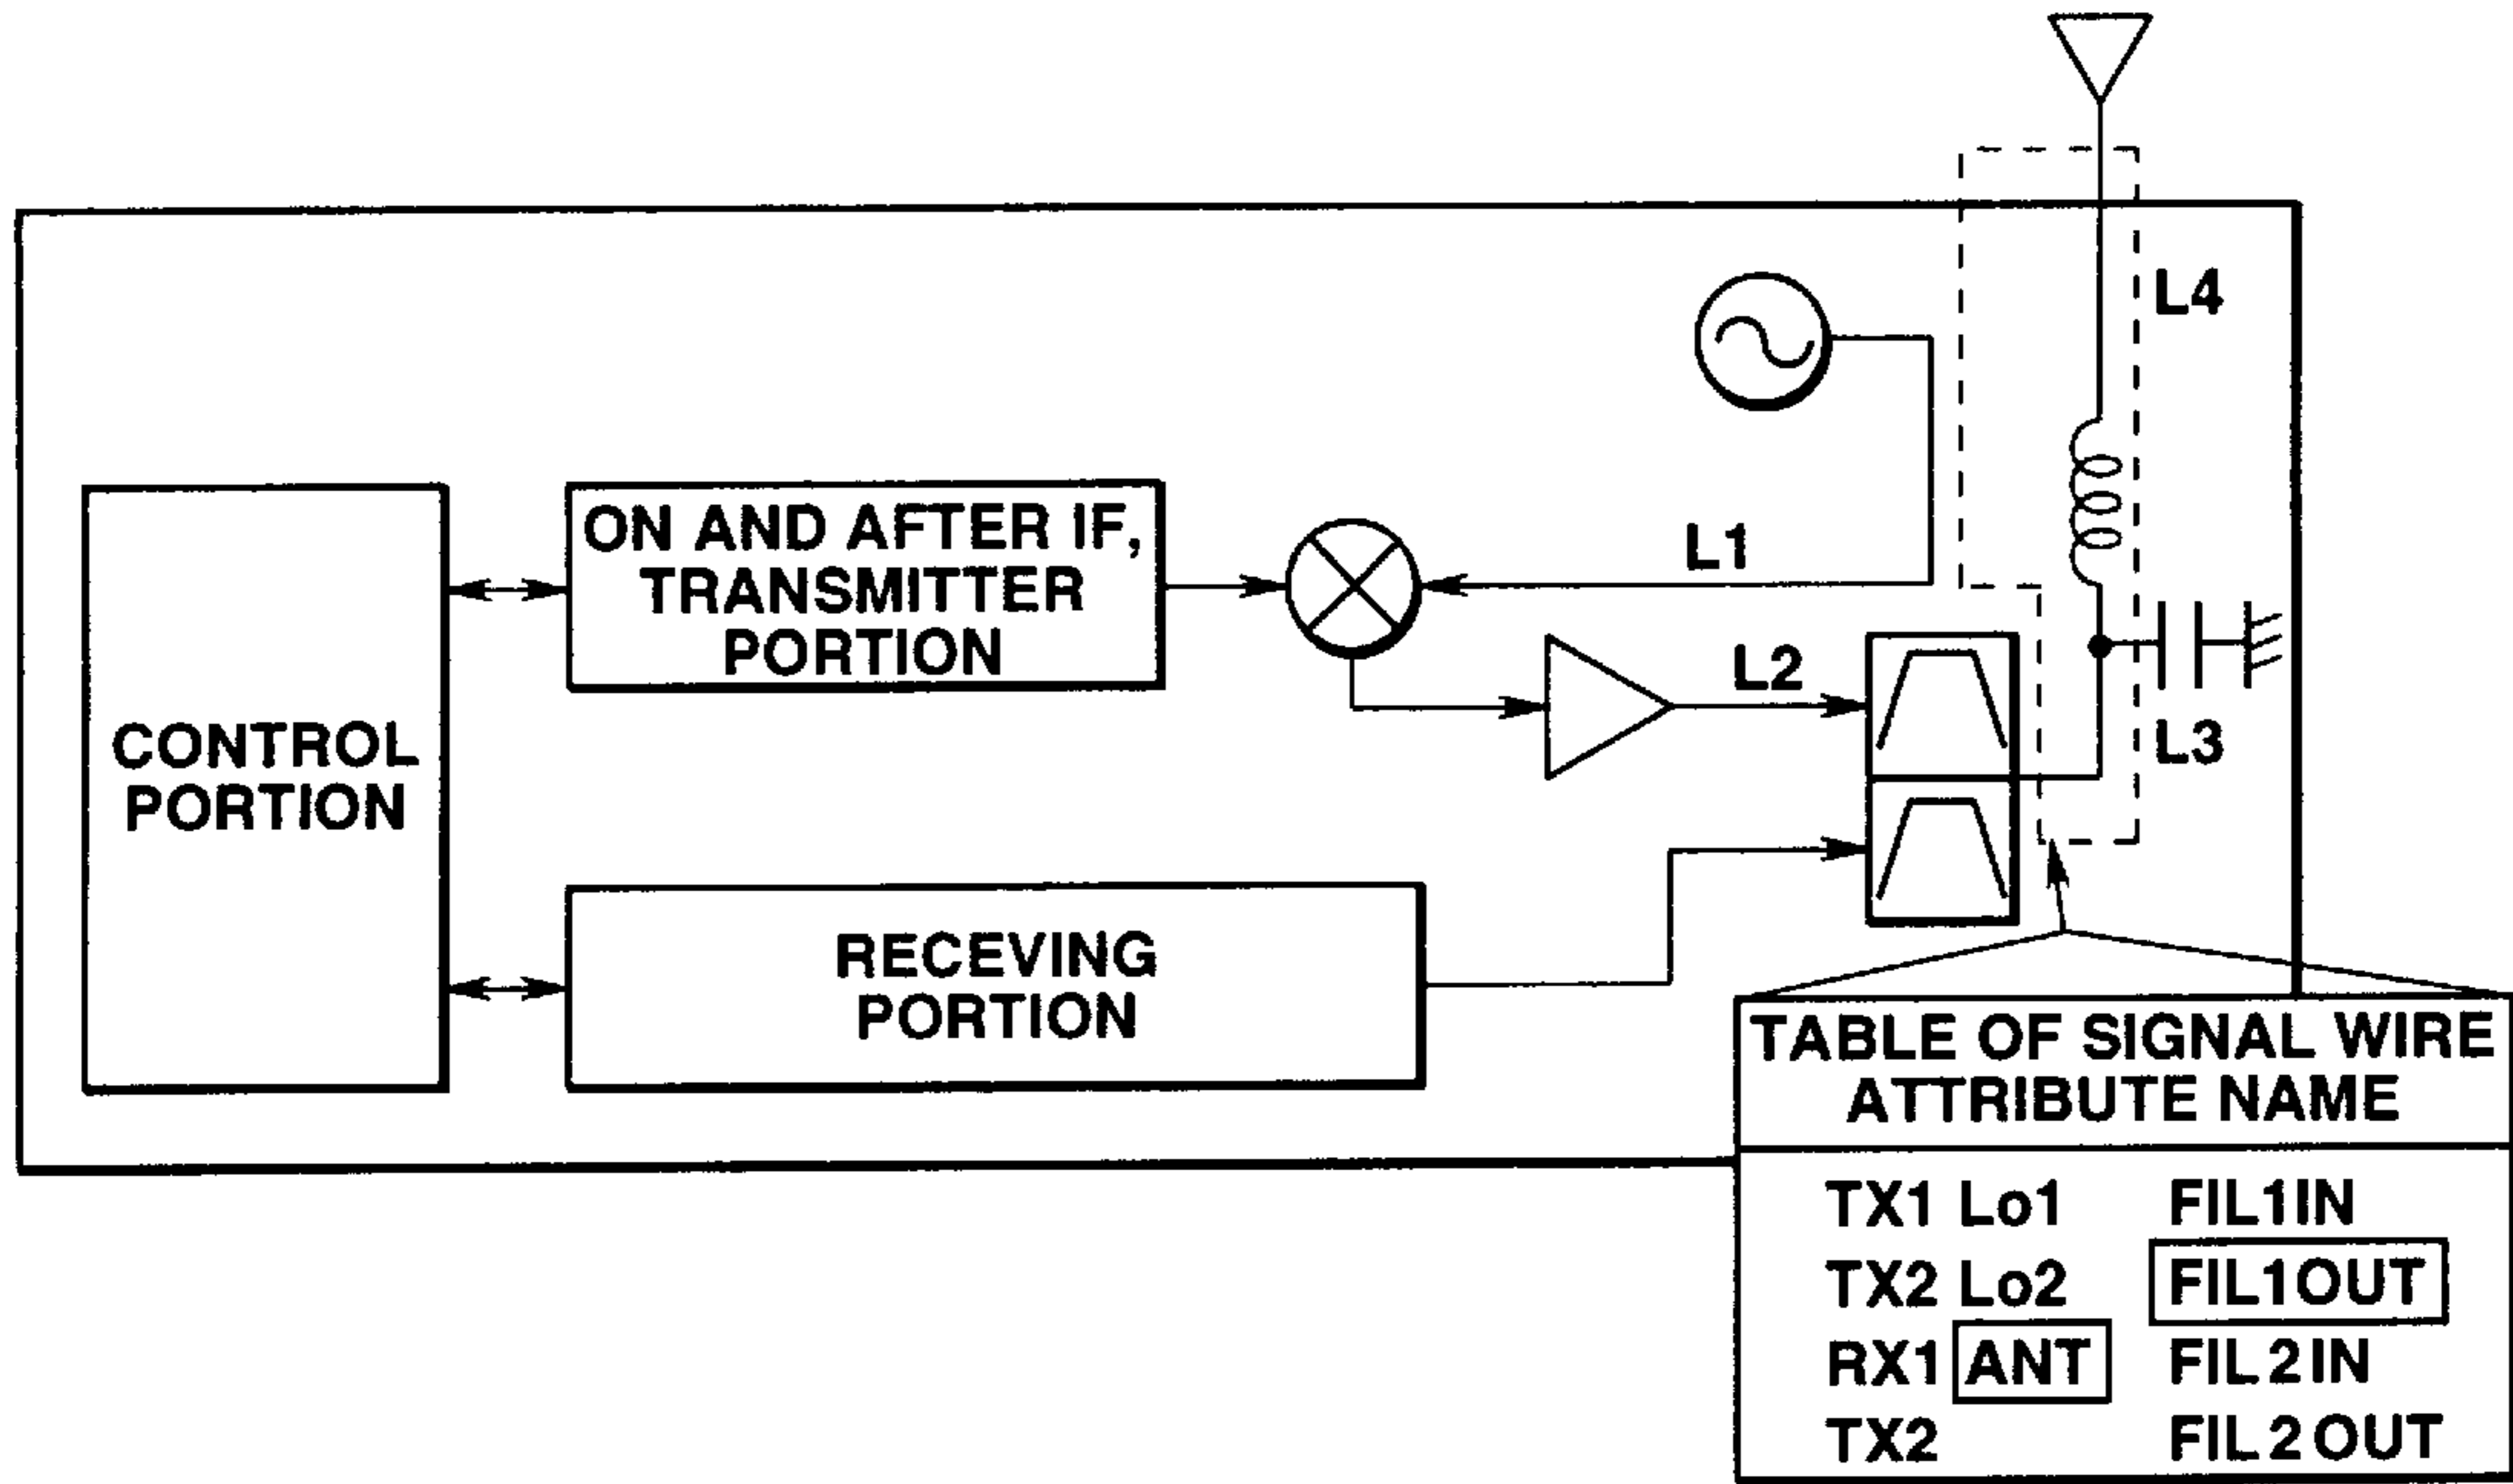 L4
ON AND AFTER IF,
TRANSMITTER
PORTION
L1
L2
CONTROL
PORTION
L3
RECEVING
PORTION
TABLE OF SIGNAL WIRE
ATTRIBUTE NAME
TX1 Lo1 FIL1IN
TX2 Lo2 FIL1OUT
RX1 ANT FIL2IN
TX2 FIL2OUT